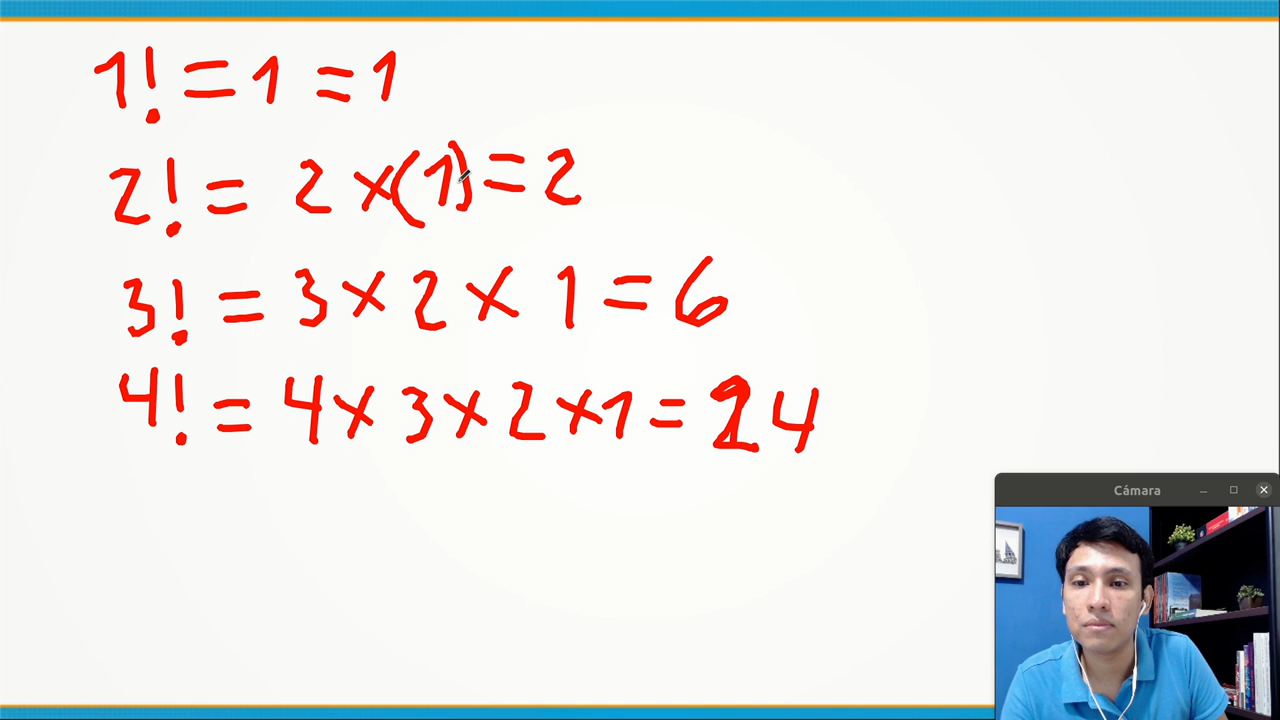 1! = 1 = 1
2! = 2 x (1) = 2
3! = 3 x 2 x 1 = 6
4! = 4 x 3 x 2 x 1 = 24
Cámara